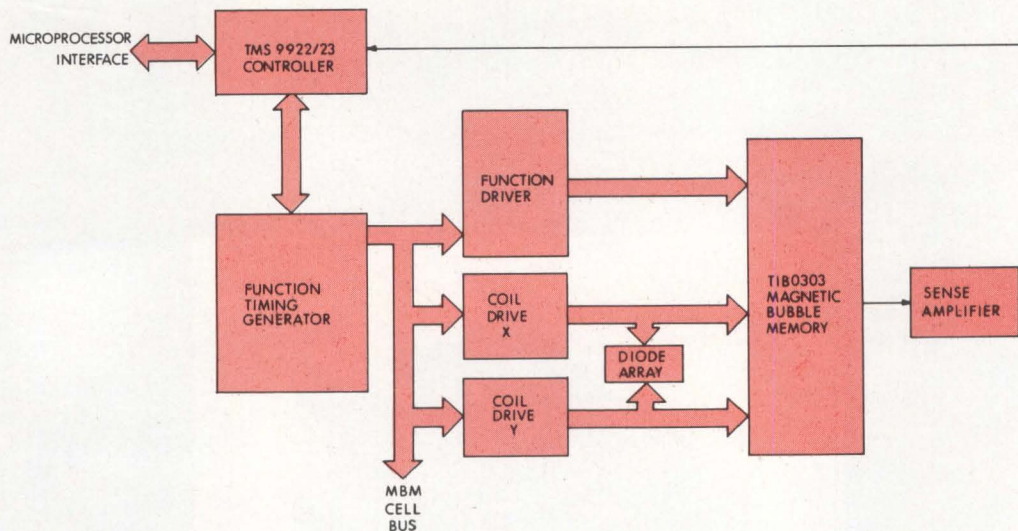 MICROPROCESSOR
INTERFACE
TMS 9922/23
CONTROLLER
FUNCTION
DRIVER
FUNCTION
TIMING
GENERATOR
COIL
DRIVE
X
DIODE
ARRAY
COIL
DRIVE
Y
TIB0303
MAGNETIC
BUBBLE
MEMORY
SENSE
AMPLIFIER
MBM
CELL
BUS